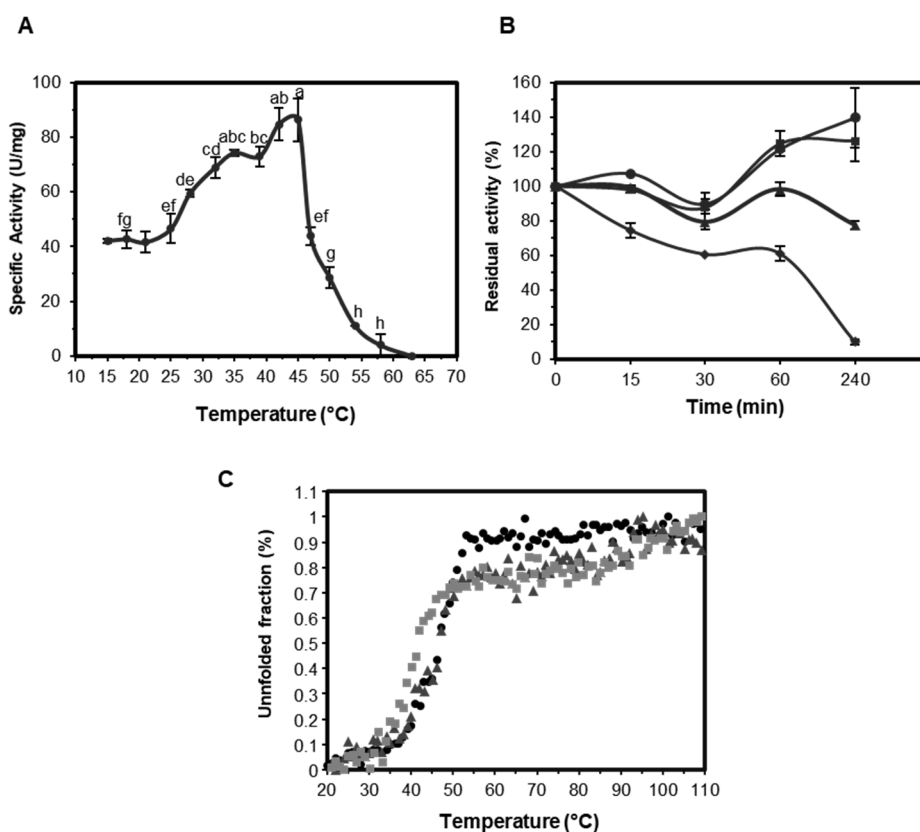 A
B
Specific Activity (U/mg)
100
80
60
40
20
0
fg
ef
de
cd
abc
bc
ab
a
ef
g
h
h
10 15 20 25 30 35 40 45 50 55 60 65 70
Temperature (°C)
Residual activity (%)
160
140
120
100
80
60
40
20
0
0 15 30 60 240
Time (min)
C
Unnfolded fraction (%)
1.1
1
0.9
0.8
0.7
0.6
0.5
0.4
0.3
0.2
0.1
0
20 30 40 50 60 70 80 90 100 110
Temperature (°C)